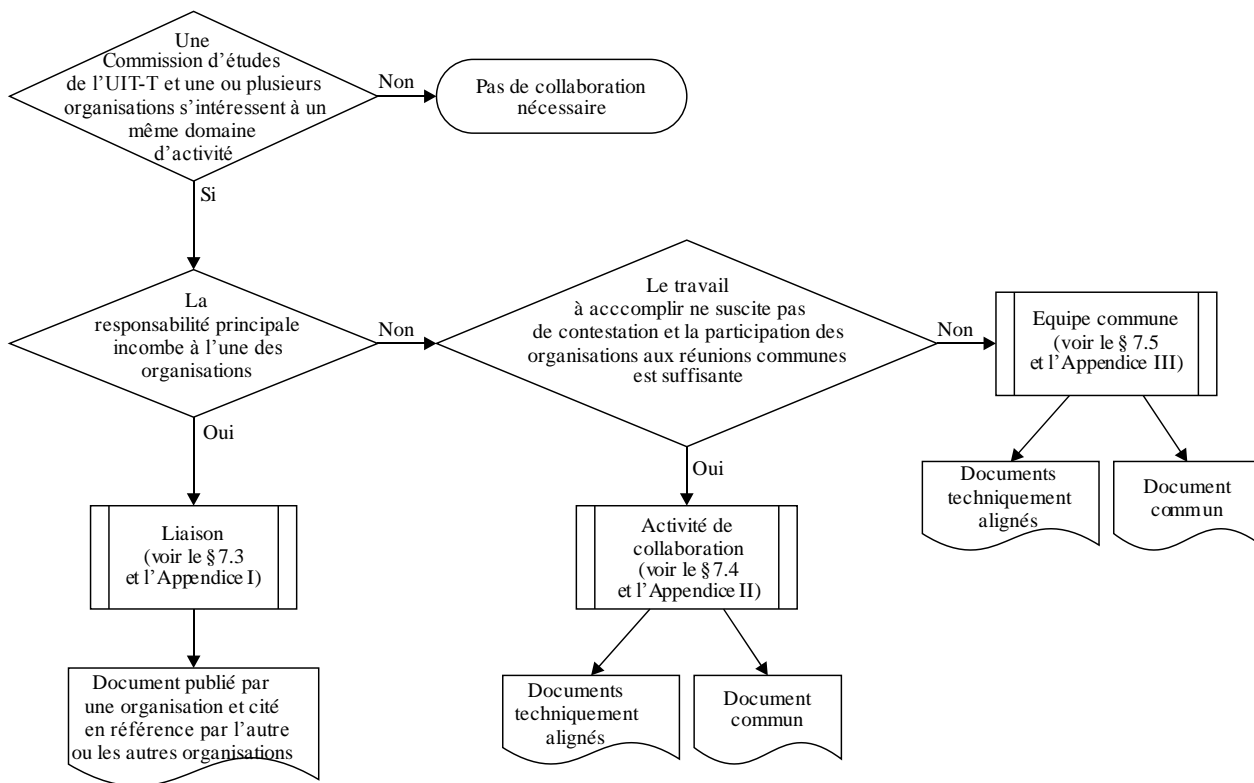 Une
Commission d'études
de l'UIT-T et une ou plusieurs
organisations s'intéressent à un
même domaine
d'activité
Non
Pas de collaboration
nécessaire
Si
La
responsabilité principale
incombe à l'une des
organisations
Non
Le travail
à acccomplir ne suscite pas
de contestation et la participation des
organisations aux réunions communes
est suffisante
Non
Equipe commune
(voir le § 7.5
et l'Appendice III)
Oui
Oui
Documents
techniquement
alignés
Document
commun
Liaison
(voir le § 7.3
et l'Appendice I)
Activité de
collaboration
(voir le § 7.4
et l'Appendice II)
Document publié par
une organisation et cité
en référence par l'autre
ou les autres organisations
Documents
techniquement
alignés
Document
commun